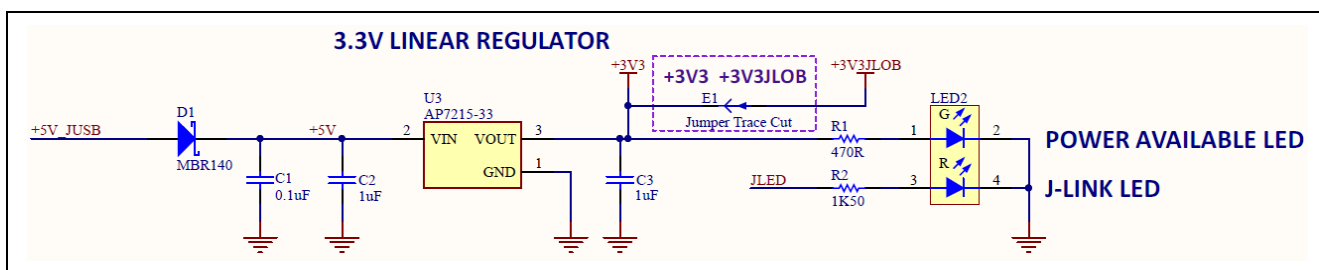 3.3V LINEAR REGULATOR
+3V3
+3V3 +3V3JLOB
+3V3JLOB
E1
Jumper Trace Cut
U3
AP7215-33
D1
MBR140
+5V_JUSB
+5V
2
VIN
VOUT
3
GND
1
C1
0.1uF
C2
1uF
C3
1uF
R1
470R
LED2
1
G
2
POWER AVAILABLE LED
JLED
R2
1K50
3
R
4
J-LINK LED